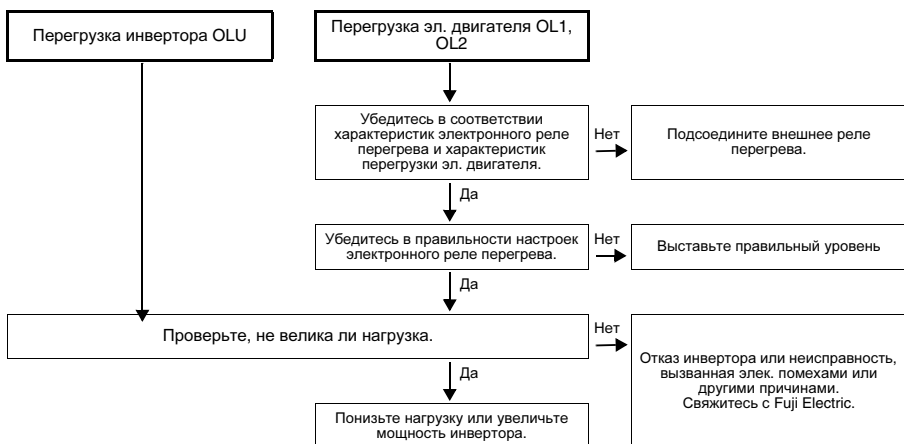 Перегрузка инвертора OLU
Перегрузка эл. двигателя OL1,
OL2
Убедитесь в соответствии
характеристик электронного реле
перегрева и характеристик
перегрузки эл. двигателя.
Нет
Подсоедините внешнее реле
перегрева.
Да
Убедитесь в правильности настроек
электронного реле перегрева.
Нет
Выставьте правильный уровень
Да
Проверьте, не велика ли нагрузка.
Нет
Отказ инвертора или неисправность,
вызванная элек. помехами или
другими причинами.
Свяжитесь с Fuji Electric.
Да
Понизьте нагрузку или увеличьте
мощность инвертора.